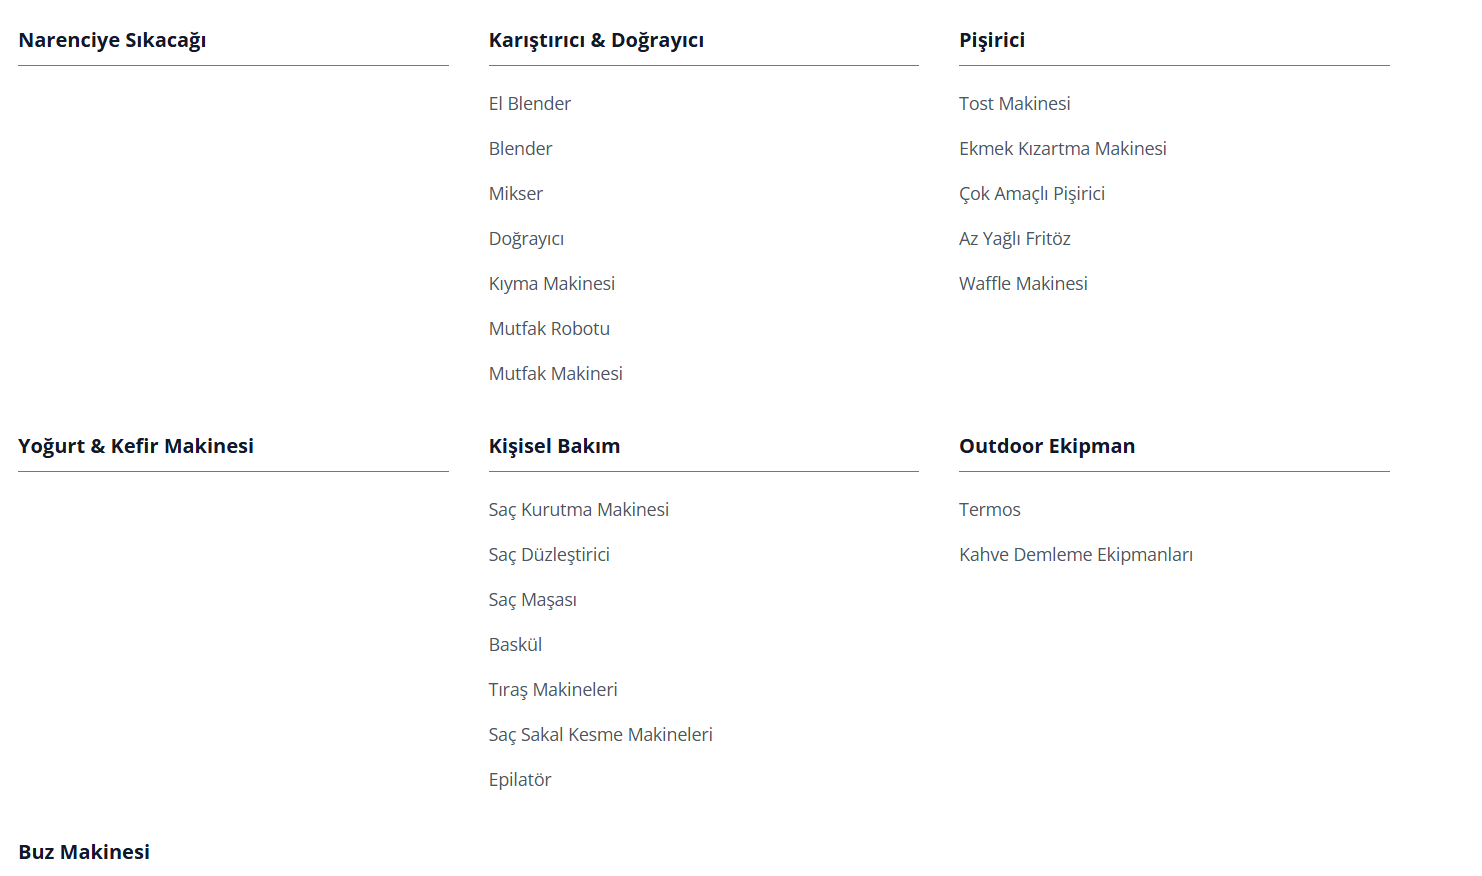 Narenciye Sıkacağı
Karıştırıcı & Doğrayıcı
El Blender
Blender
Mikser
Doğrayıcı
Kıyma Makinesi
Mutfak Robotu
Mutfak Makinesi
Pişirici
Tost Makinesi
Ekmek Kızartma Makinesi
Çok Amaçlı Pişirici
Az Yağlı Fritöz
Waffle Makinesi
Yoğurt & Kefir Makinesi
Kişisel Bakım
Saç Kurutma Makinesi
Saç Düzleştirici
Saç Maşası
Baskül
Tıraş Makineleri
Saç Sakal Kesme Makineleri
Epilatör
Outdoor Ekipman
Termos
Kahve Demleme Ekipmanları
Buz Makinesi